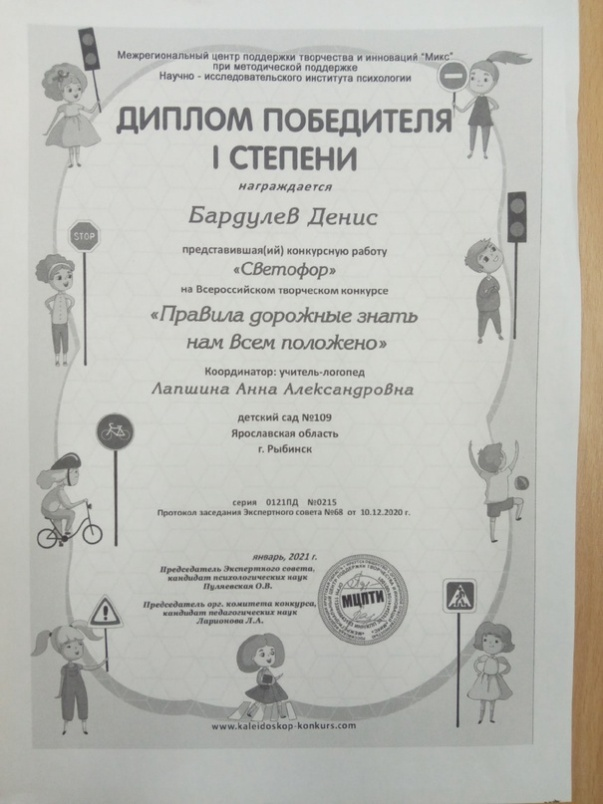 Межрегиональный центр поддержки творчества и инноваций "Микс"
при методической поддержке
Научно - исследовательского института психологии
ДИПЛОМ ПОБЕДИТЕЛЯ
I СТЕПЕНИ
награждается
Бардулев Денис
представившая(ий) конкурсную работу
«Светофор»
на Всероссийском творческом конкурсе
«Правила дорожные знать
нам всем положено»
Координатор: учитель-логопед
Лапшина Анна Александровна
детский сад №109
Ярославская область
г. Рыбинск
серия 0121ПД №0215
Протокол заседания Экспертного совета №68 от 10.12.2020 г.
январь, 2021 г.
Председатель Экспертного совета,
кандидат психологических наук
Пуляевская О.В.
Председатель орг. комитета конкурса,
кандидат педагогических наук
Ларионова Л.А.
МЦПТИ
www.kaleidoskop-konkurs.com
STOP